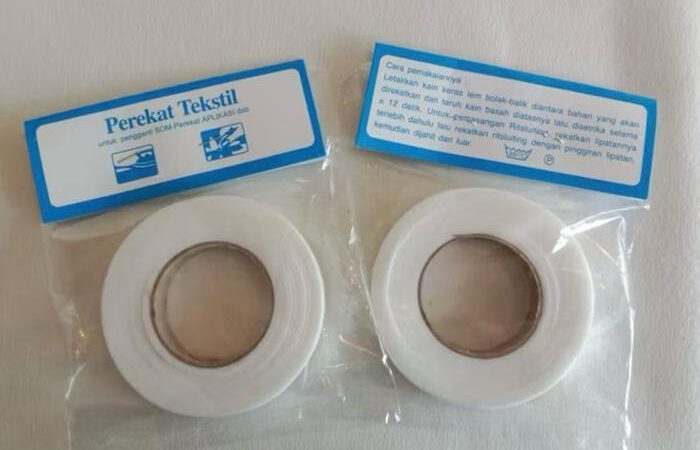 Perekat Tekstil
untuk pengganti SOM-Perekat APLIKASI dsb
Cara pemakaiannya
Letakkan kain keras lem bolak-balik diantara bahan yang akan
direkatkan dan taruh kain basah diatasnya lalu disetrika selama
± 12 detik. Untuk pemasangan Ritsluiting, rekatkan lipatannya
terlebih dahulu lalu rekatkan ritsluiting dengan pinggiran lipatan,
kemudian dijahit dari luar.
P